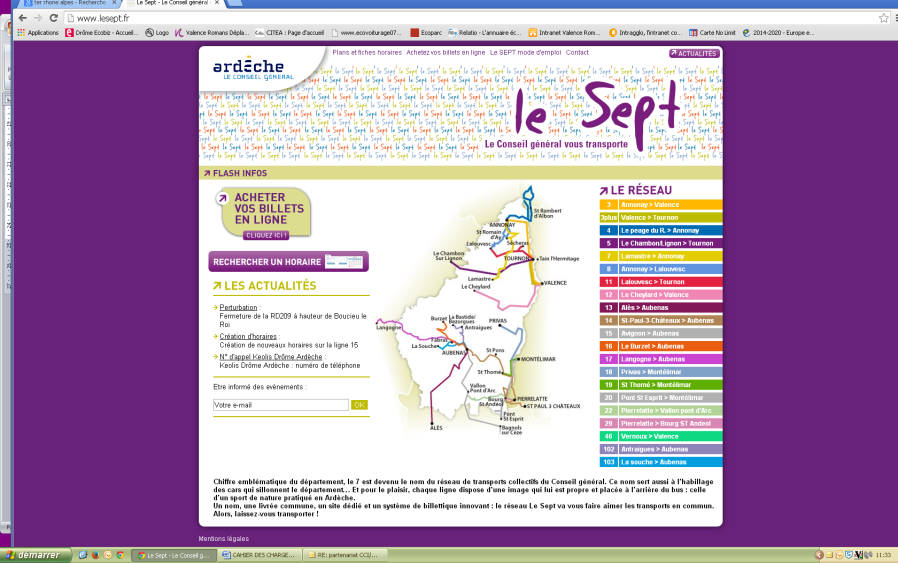 ter rhone alpes - Recherche
Le Sept - Le Conseil général
www.lesept.fr
Applications
Drôme Ecobiz - Accueil...
Logo
Valence Romans Dépla...
CITEA : Page d'accueil
www.ecovoiturage07...
Ecoparc
Relatio - L'annuaire éc...
Intranet Valence Rom...
Intragglo, l'intranet co...
Carte No Limit
2014-2020 - Europe e...
Plans et fiches horaires
Achetez vos billets en ligne
Le SEPT mode d'emploi
Contact
ACTUALITÉS
ardèche
LE CONSEIL GENERAL
le Sept
Le Conseil général vous transporte
FLASH INFOS
ACHETER
VOS BILLETS
EN LIGNE
CLIQUEZ ICI !
RECHERCHER UN HORAIRE
LES ACTUALITÉS
Perturbation :
Fermeture de la RD209 à hauteur de Boucieu le
Roi
Création d'horaires :
Création de nouveaux horaires sur la ligne 15
N° d'appel Keolis Drôme Ardèche :
Keolis Drôme Ardèche : numéro de téléphone
Etre informé des evènements :
Votre e-mail
OK
St Rambert
d'Albon
ANNONAY
St Romain
d'Ay
Sécheras
Lalouvesc
TOURNON
Tain l'Hermitage
Le Chambon
Sur Lignon
Lamastre
Le Cheylard
VALENCE
Burzet
La Bastide/
Bezorgues
Antraigues
PRIVAS
Langogne
Fabras
La Souche
AUBENAS
St Pons
MONTÉLIMAR
St Thomé
Vallon
Pont d'Arc
Bourg
St Andéol
PIERRELATTE
ST PAUL 3 CHÂTEAUX
Pont
St Esprit
Bagnols
sur Cèze
ALÈS
LE RÉSEAU
3 Annonay > Valence
3plus Valence > Tournon
4 Le peage du R. > Annonay
5 Le Chambon/Lignon > Tournon
7 Lamastre > Annonay
8 Annonay > Lalouvesc
11 Lalouvesc > Tournon
12 Le Cheylard > Valence
13 Alès > Aubenas
14 St-Paul-3-Châteaux > Aubenas
15 Avignon > Aubenas
16 Le Burzet > Aubenas
17 Langogne > Aubenas
18 Privas > Montélimar
19 St Thomé > Montélimar
20 Pont St Esprit > Montélimar
22 Pierrelatte > Vallon pont d'Arc
29 Pierrelatte > Bourg ST Andeol
46 Vernoux > Valence
102 Antraigues > Aubenas
103 La souche > Aubenas
Chiffre emblématique du département, le 7 est devenu le nom du réseau de transports collectifs du Conseil général. Ce nom sert aussi à l'habillage
des cars qui sillonnent le département... Et pour le plaisir, chaque ligne dispose d'une image qui lui est propre et placée à l'arrière du bus : celle
d'un sport de nature pratiqué en Ardèche.
Un nom, une livrée commune, un site dédié et un système de billettique innovant : le réseau Le Sept va vous faire aimer les transports en commun.
Alors, laissez-vous transporter !
Mentions légales
démarrer
Le Sept - Le Conseil g...
CAHIER DES CHARGE...
RE: partenariat CCI/...
11:33